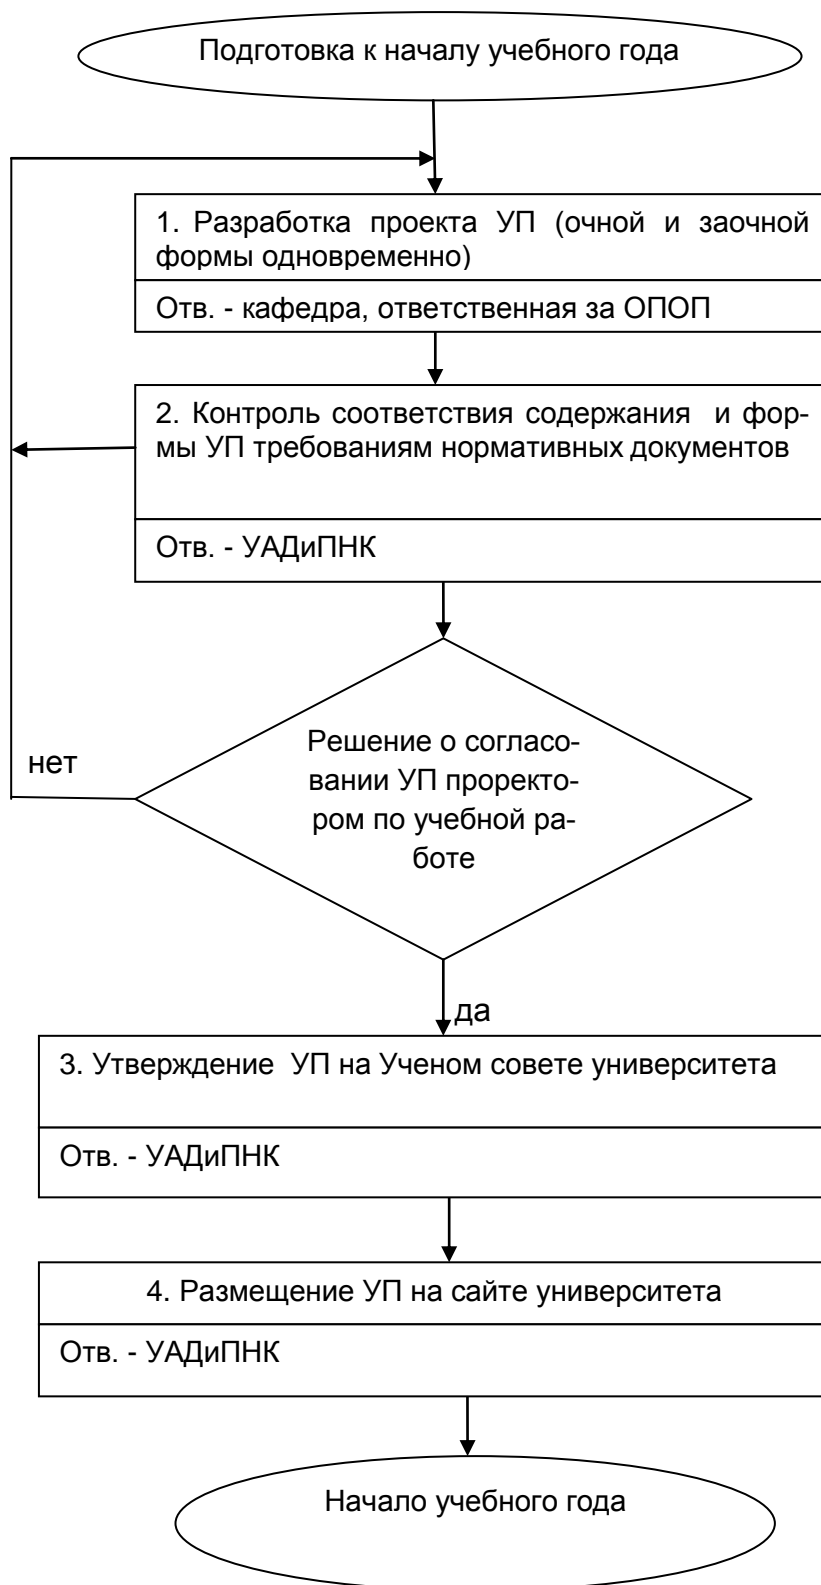 Подготовка к началу учебного года
1. Разработка проекта УП (очной и заочной
формы одновременно)
Отв. - кафедра, ответственная за ОПОП
2. Контроль соответствия содержания и фор-
мы УП требованиям нормативных документов
Отв. - УАДиПНК
Решение о согласо-
вании УП проректо-
ром по учебной ра-
боте
нет
да
3. Утверждение УП на Ученом совете университета
Отв. - УАДиПНК
4. Размещение УП на сайте университета
Отв. - УАДиПНК
Начало учебного года